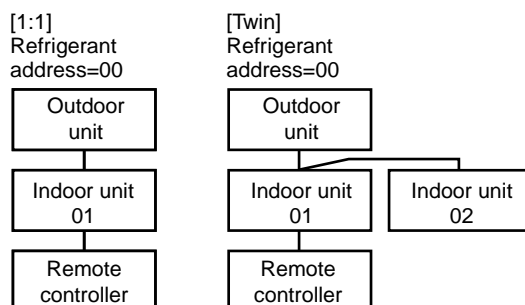 [1:1]
Refrigerant
address=00
Outdoor
unit
Indoor unit
01
Remote
controller
[Twin]
Refrigerant
address=00
Outdoor
unit
Indoor unit
01
Indoor unit
02
Remote
controller